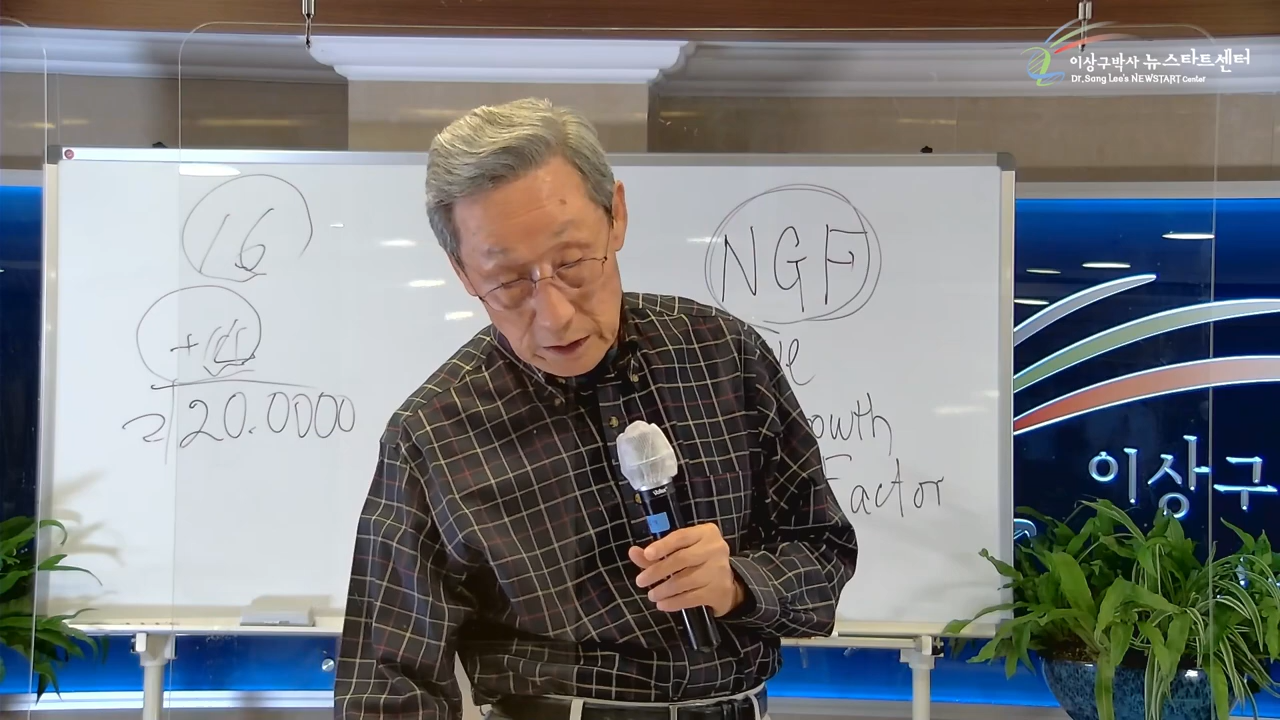 이상구박사 뉴스타트센터
Dr. Sang Lee's NEWSTART Center
16
NGF
20.0000
owth
Factor
이상구